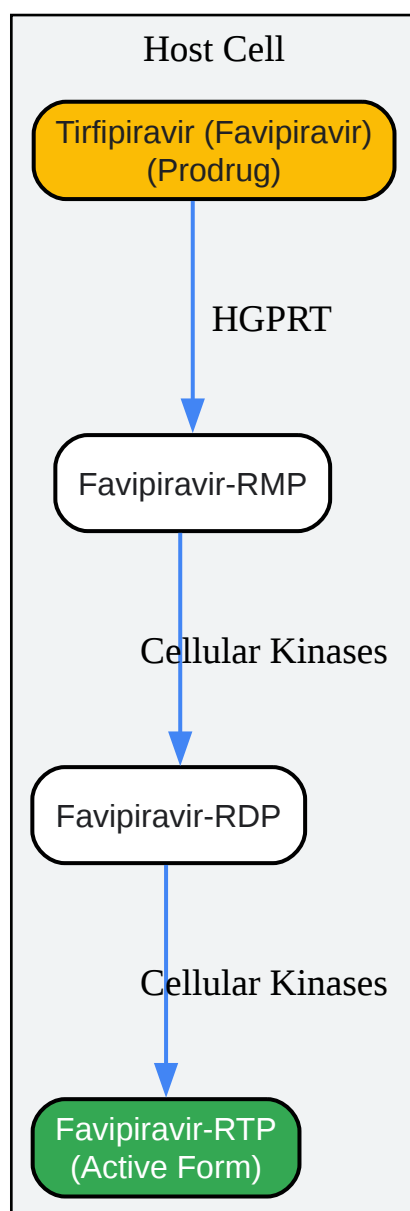 Host Cell
Tirfipiravir (Favipiravir)
(Prodrug)
HGPRT
Favipiravir-RMP
Cellular Kinases
Favipiravir-RDP
Cellular Kinases
Favipiravir-RTP
(Active Form)